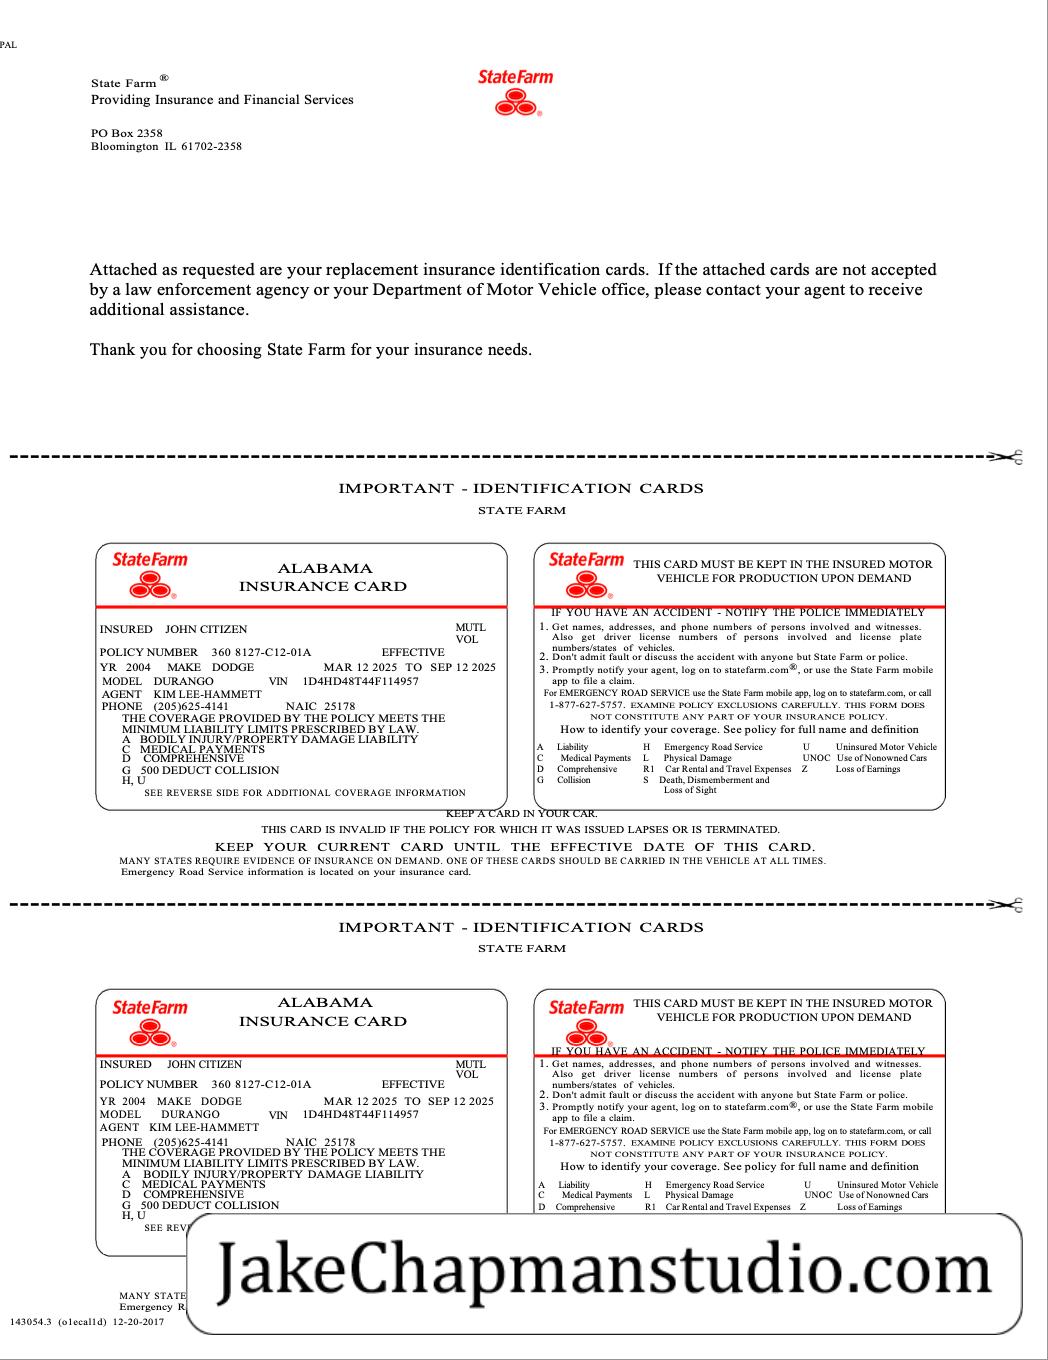 PAL
State Farm ®
Providing Insurance and Financial Services
PO Box 2358
Bloomington IL 61702-2358
State Farm
®
Attached as requested are your replacement insurance identification cards. If the attached cards are not accepted
by a law enforcement agency or your Department of Motor Vehicle office, please contact your agent to receive
additional assistance.
Thank you for choosing State Farm for your insurance needs.
IMPORTANT - IDENTIFICATION CARDS
STATE FARM
State Farm
®
ALABAMA
INSURANCE CARD
INSURED JOHN CITIZEN MUTL
VOL
POLICY NUMBER 360 8127-C12-01A EFFECTIVE
YR 2004 MAKE DODGE MAR 12 2025 TO SEP 12 2025
MODEL DURANGO VIN 1D4HD48T44F114957
AGENT KIM LEE-HAMMETT
PHONE (205)625-4141 NAIC 25178
THE COVERAGE PROVIDED BY THE POLICY MEETS THE
MINIMUM LIABILITY LIMITS PRESCRIBED BY LAW.
A BODILY INJURY/PROPERTY DAMAGE LIABILITY
C MEDICAL PAYMENTS
D COMPREHENSIVE
G 500 DEDUCT COLLISION
H, U
SEE REVERSE SIDE FOR ADDITIONAL COVERAGE INFORMATION
State Farm
®
THIS CARD MUST BE KEPT IN THE INSURED MOTOR
VEHICLE FOR PRODUCTION UPON DEMAND
IF YOU HAVE AN ACCIDENT - NOTIFY THE POLICE IMMEDIATELY
1. Get names, addresses, and phone numbers of persons involved and witnesses.
Also get driver license numbers of persons involved and license plate
numbers/states of vehicles.
2. Don't admit fault or discuss the accident with anyone but State Farm or police.
3. Promptly notify your agent, log on to statefarm.com®, or use the State Farm mobile
app to file a claim.
For EMERGENCY ROAD SERVICE use the State Farm mobile app, log on to statefarm.com, or call
1-877-627-5757. EXAMINE POLICY EXCLUSIONS CAREFULLY. THIS FORM DOES
NOT CONSTITUTE ANY PART OF YOUR INSURANCE POLICY.
How to identify your coverage. See policy for full name and definition
A Liability H Emergency Road Service U Uninsured Motor Vehicle
C Medical Payments L Physical Damage UNOC Use of Nonowned Cars
D Comprehensive R1 Car Rental and Travel Expenses Z Loss of Earnings
G Collision S Death, Dismemberment and
Loss of Sight
KEEP A CARD IN YOUR CAR.
THIS CARD IS INVALID IF THE POLICY FOR WHICH IT WAS ISSUED LAPSES OR IS TERMINATED.
KEEP YOUR CURRENT CARD UNTIL THE EFFECTIVE DATE OF THIS CARD.
MANY STATES REQUIRE EVIDENCE OF INSURANCE ON DEMAND. ONE OF THESE CARDS SHOULD BE CARRIED IN THE VEHICLE AT ALL TIMES.
Emergency Road Service information is located on your insurance card.
IMPORTANT - IDENTIFICATION CARDS
STATE FARM
State Farm
®
ALABAMA
INSURANCE CARD
INSURED JOHN CITIZEN MUTL
VOL
POLICY NUMBER 360 8127-C12-01A EFFECTIVE
YR 2004 MAKE DODGE MAR 12 2025 TO SEP 12 2025
MODEL DURANGO VIN 1D4HD48T44F114957
AGENT KIM LEE-HAMMETT
PHONE (205)625-4141 NAIC 25178
THE COVERAGE PROVIDED BY THE POLICY MEETS THE
MINIMUM LIABILITY LIMITS PRESCRIBED BY LAW.
A BODILY INJURY/PROPERTY DAMAGE LIABILITY
C MEDICAL PAYMENTS
D COMPREHENSIVE
G 500 DEDUCT COLLISION
H, U
SEE
State Farm
®
THIS CARD MUST BE KEPT IN THE INSURED MOTOR
VEHICLE FOR PRODUCTION UPON DEMAND
IF YOU HAVE AN ACCIDENT - NOTIFY THE POLICE IMMEDIATELY
1. Get names, addresses, and phone numbers of persons involved and witnesses.
Also get driver license numbers of persons involved and license plate
numbers/states of vehicles.
2. Don't admit fault or discuss the accident with anyone but State Farm or police.
3. Promptly notify your agent, log on to statefarm.com®, or use the State Farm mobile
app to file a claim.
For EMERGENCY ROAD SERVICE use the State Farm mobile app, log on to statefarm.com, or call
1-877-627-5757. EXAMINE POLICY EXCLUSIONS CAREFULLY. THIS FORM DOES
NOT CONSTITUTE ANY PART OF YOUR INSURANCE POLICY.
How to identify your coverage. See policy for full name and definition
A Liability H Emergency Road Service U Uninsured Motor Vehicle
C Medical Payments L Physical Damage UNOC Use of Nonowned Cars
D Comprehensive R1 Car Rental and Travel Expenses Z Loss of Earnings
JakeChapmanstudio.com
MANY STATE
Emergency R
143054.3 (o1ecal1d) 12-20-2017